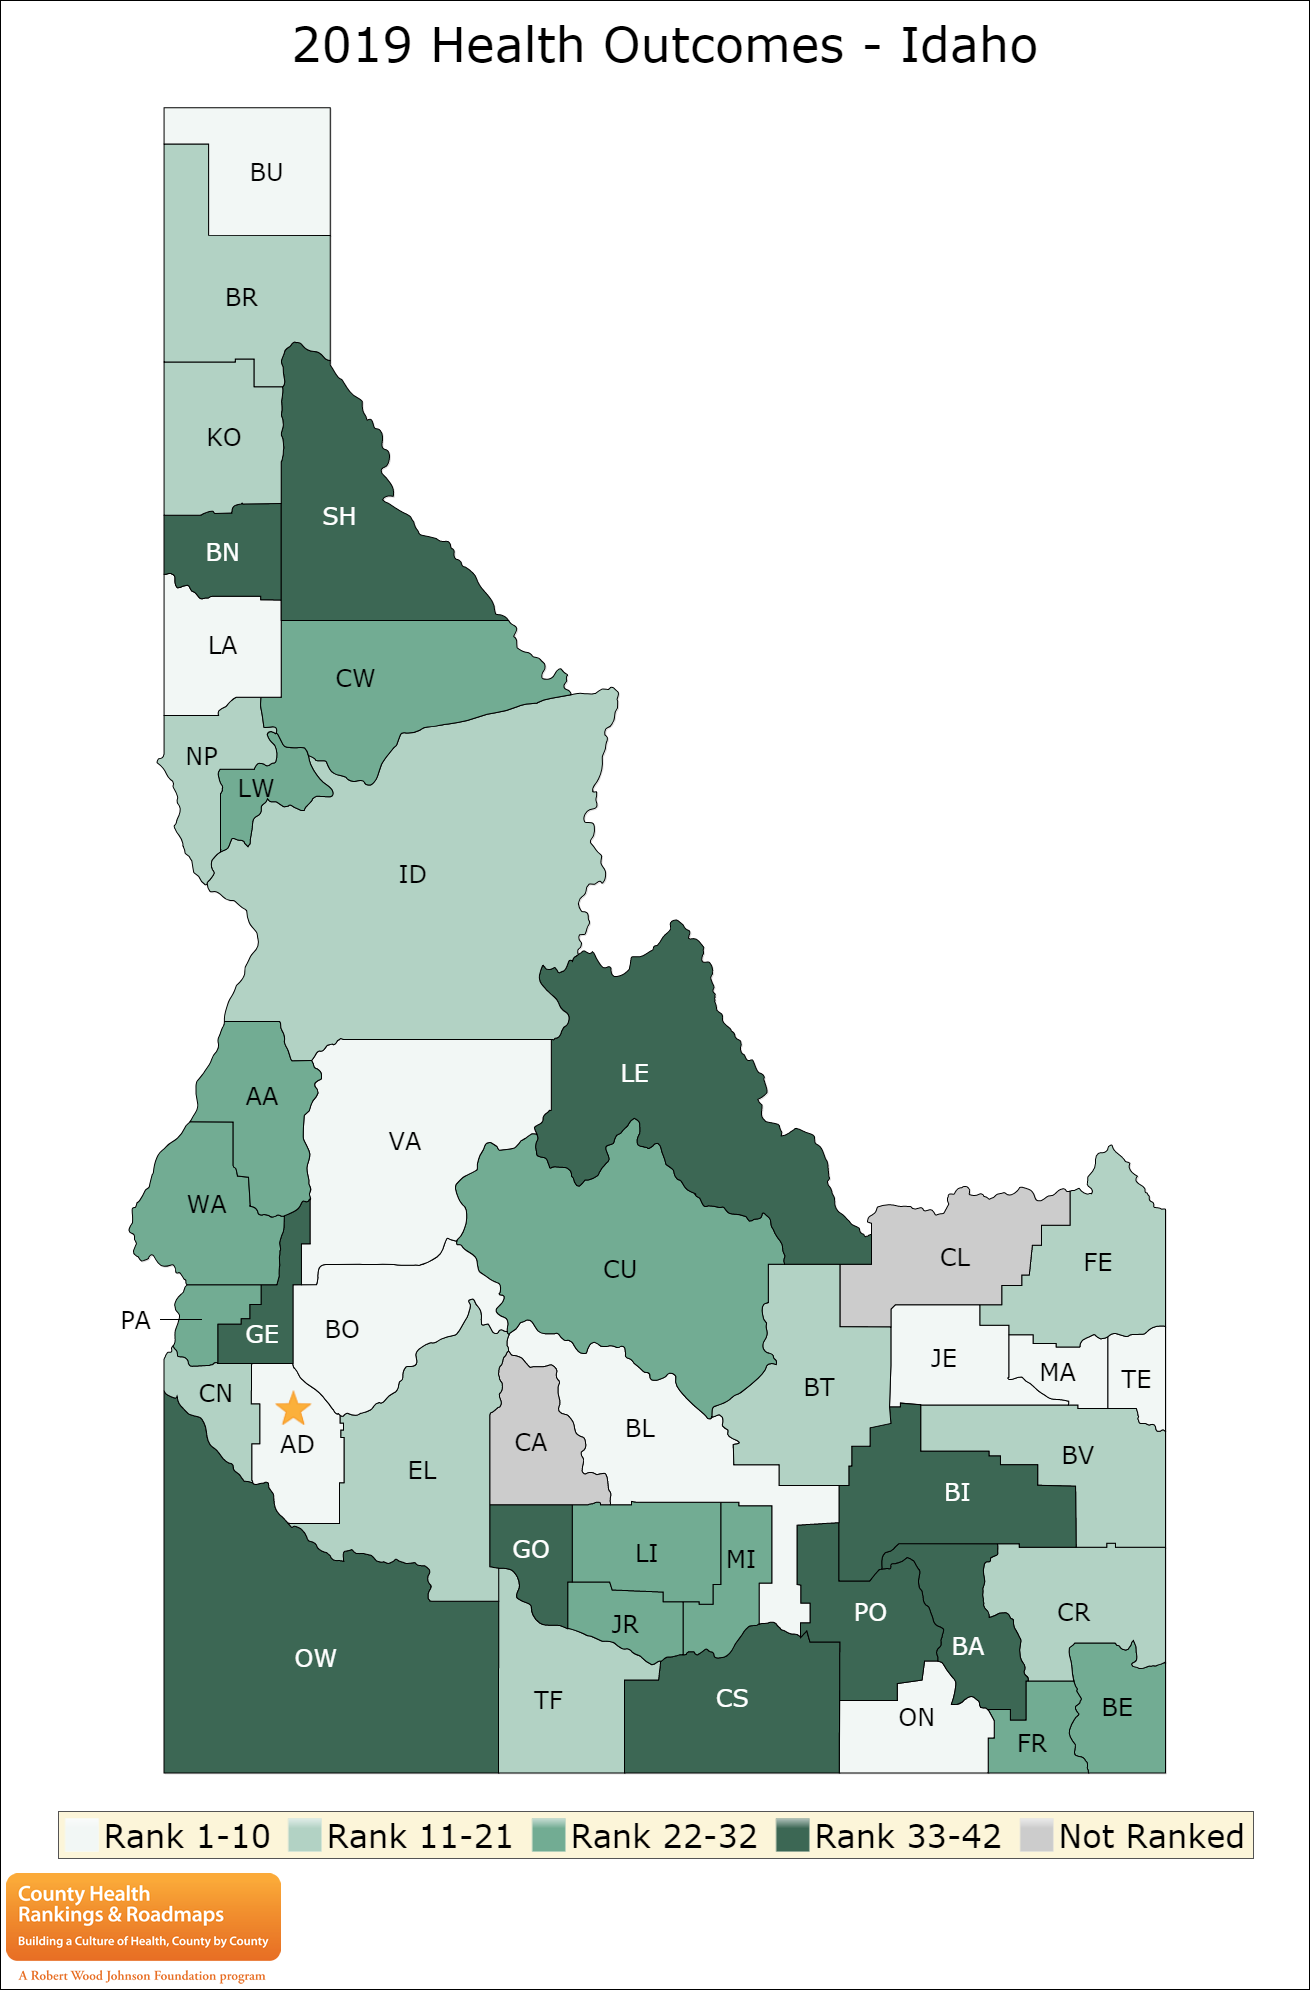 2019 Health Outcomes - Idaho
BU
BR
KO
SH
BN
LA
CW
NP
LW
ID
LE
AA
VA
WA
CU
CL
FE
PA
GE
BO
JE
MA
TE
CN
BT
AD
BL
CA
EL
BV
BI
GO
LI
MI
JR
PO
CR
BA
OW
TF
CS
ON
BE
FR
Rank 1-10 Rank 11-21 Rank 22-32 Rank 33-42 Not Ranked
County Health
Rankings & Roadmaps
Building a Culture of Health, County by County
A Robert Wood Johnson Foundation program